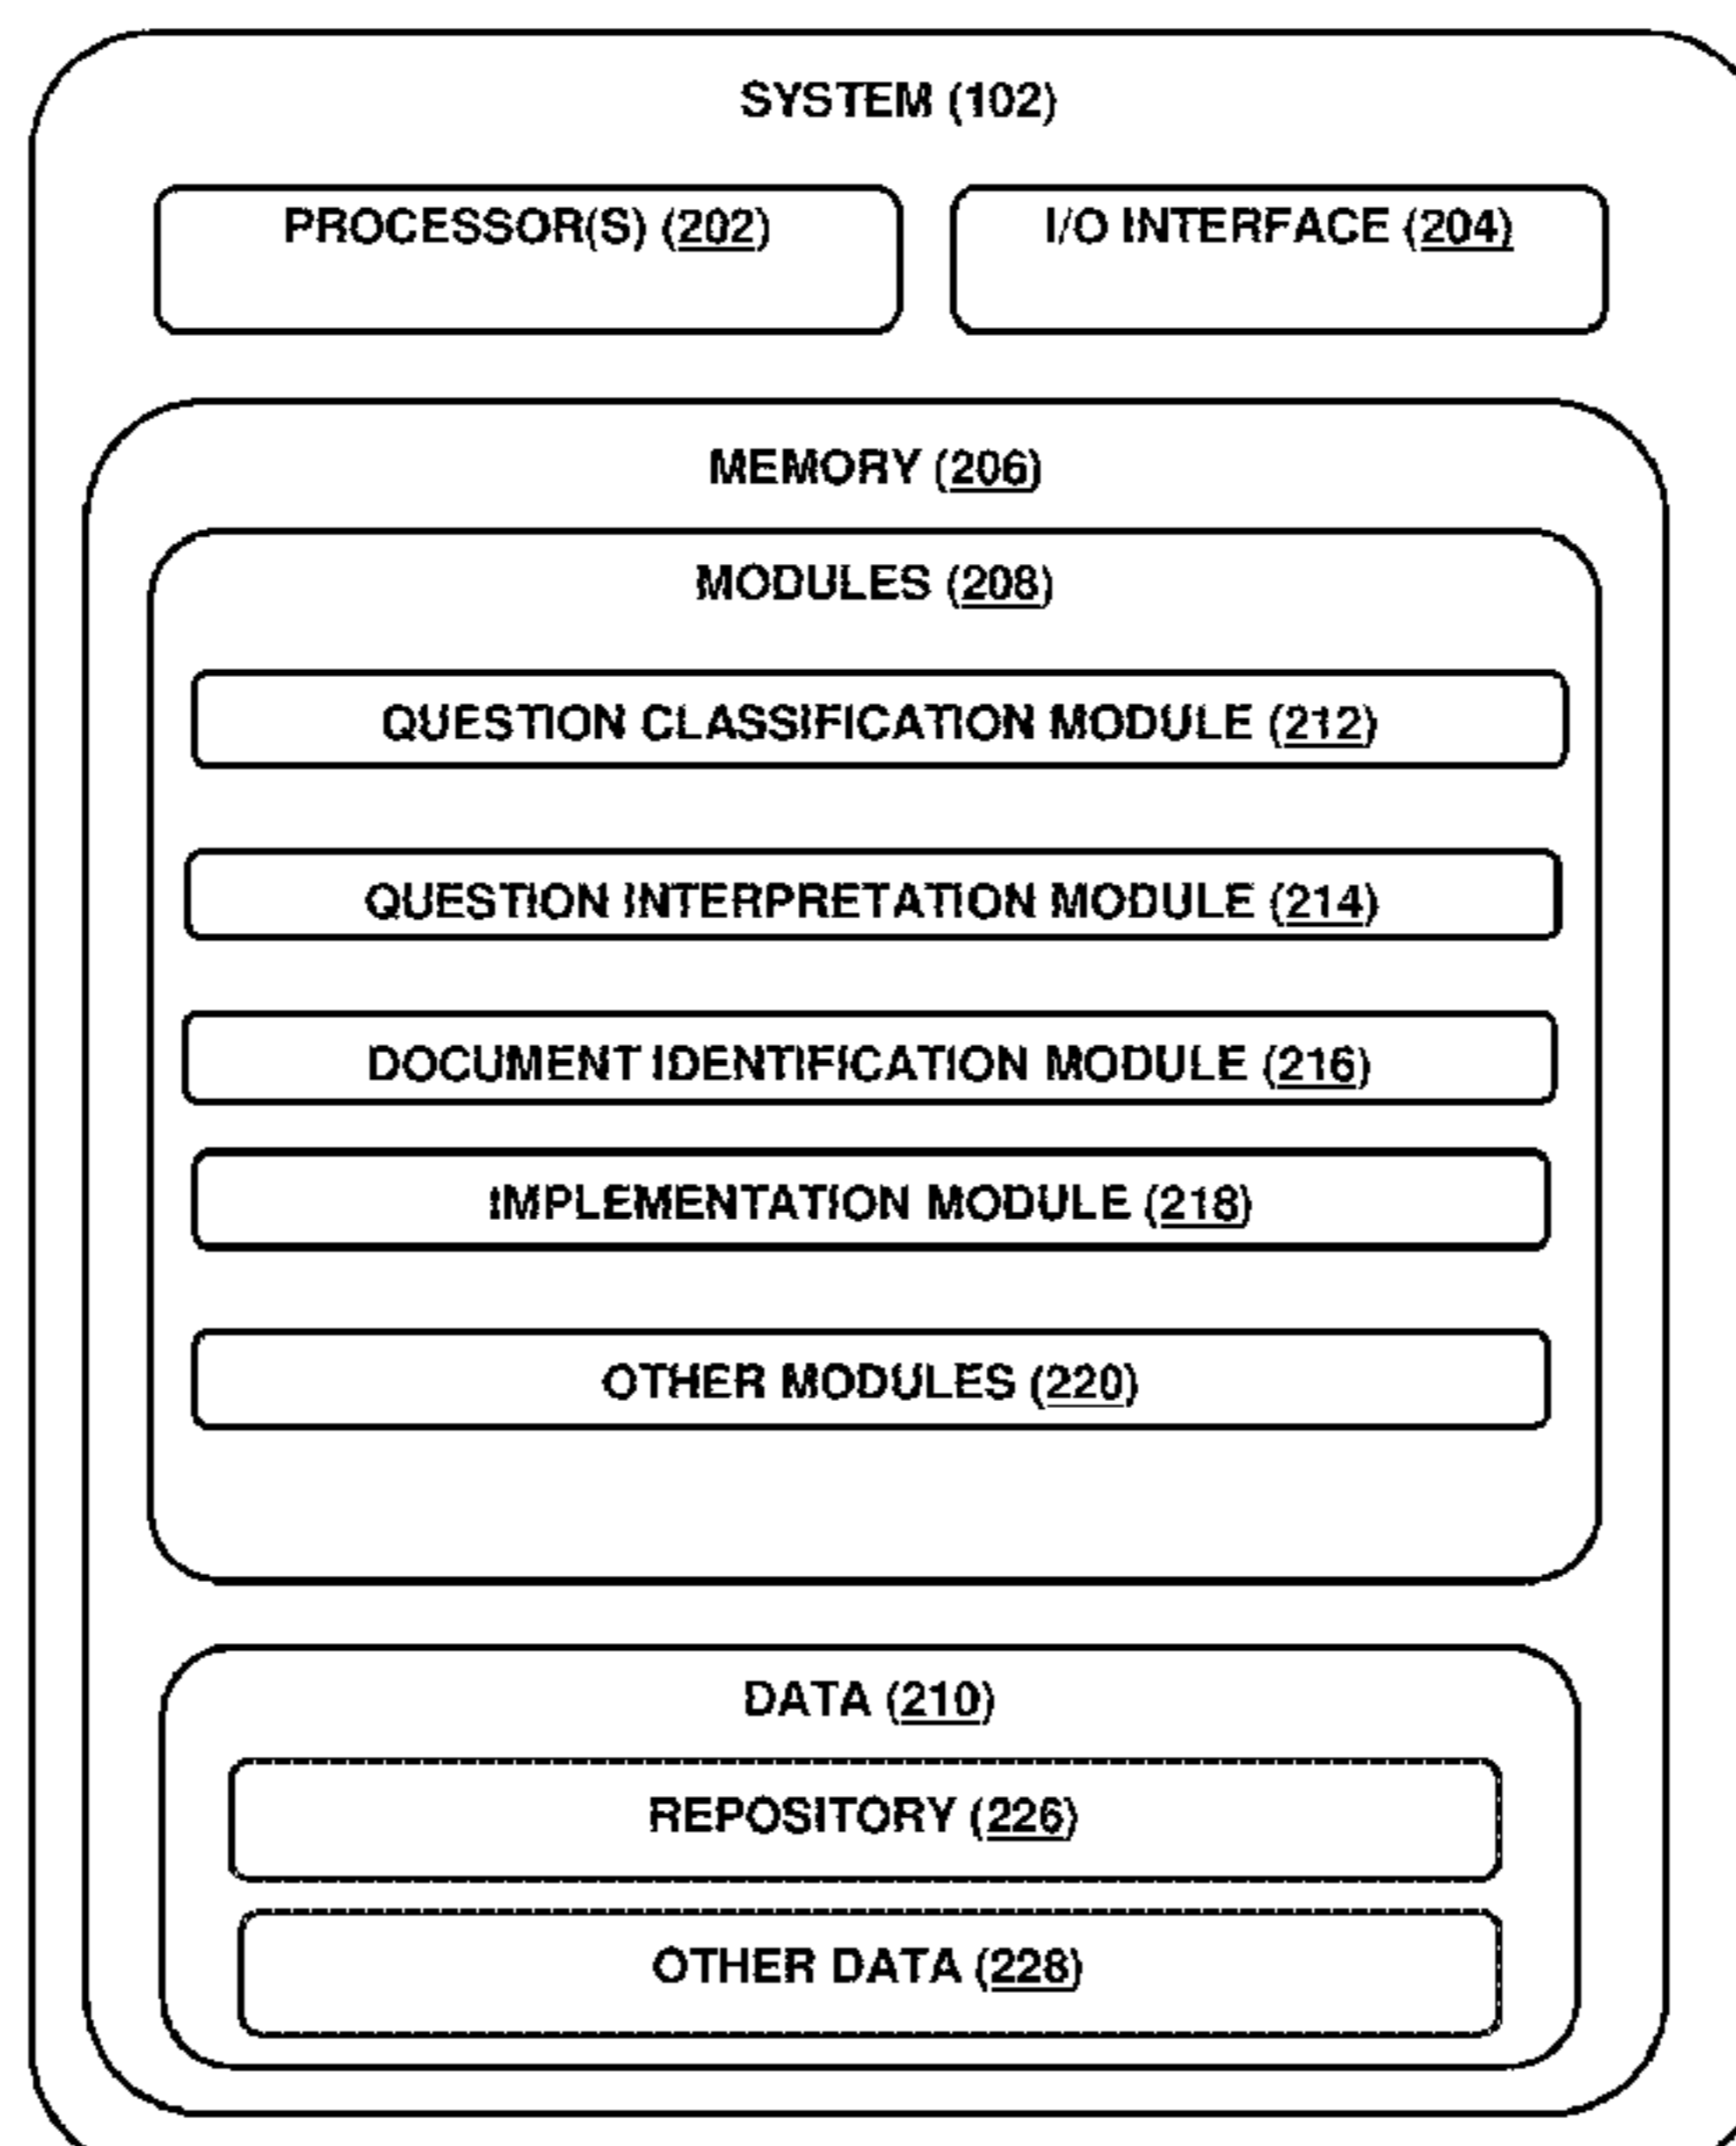 SYSTEM (102)
PROCESSOR(S) (202)
I/O INTERFACE (204)
MEMORY (206)
MODULES (208)
QUESTION CLASSIFICATION MODULE (212)
QUESTION INTERPRETATION MODULE (214)
DOCUMENT IDENTIFICATION MODULE (216)
IMPLEMENTATION MODULE (218)
OTHER MODULES (220)
DATA (210)
REPOSITORY (226)
OTHER DATA (228)